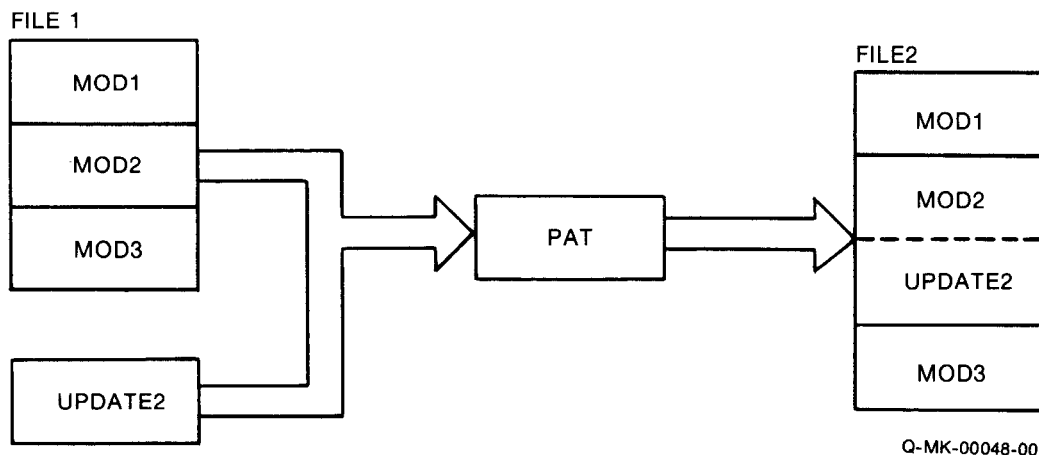 FILE 1
MOD1
MOD2
MOD3
UPDATE2
PAT
FILE2
MOD1
MOD2
UPDATE2
MOD3
Q-MK-00048-00